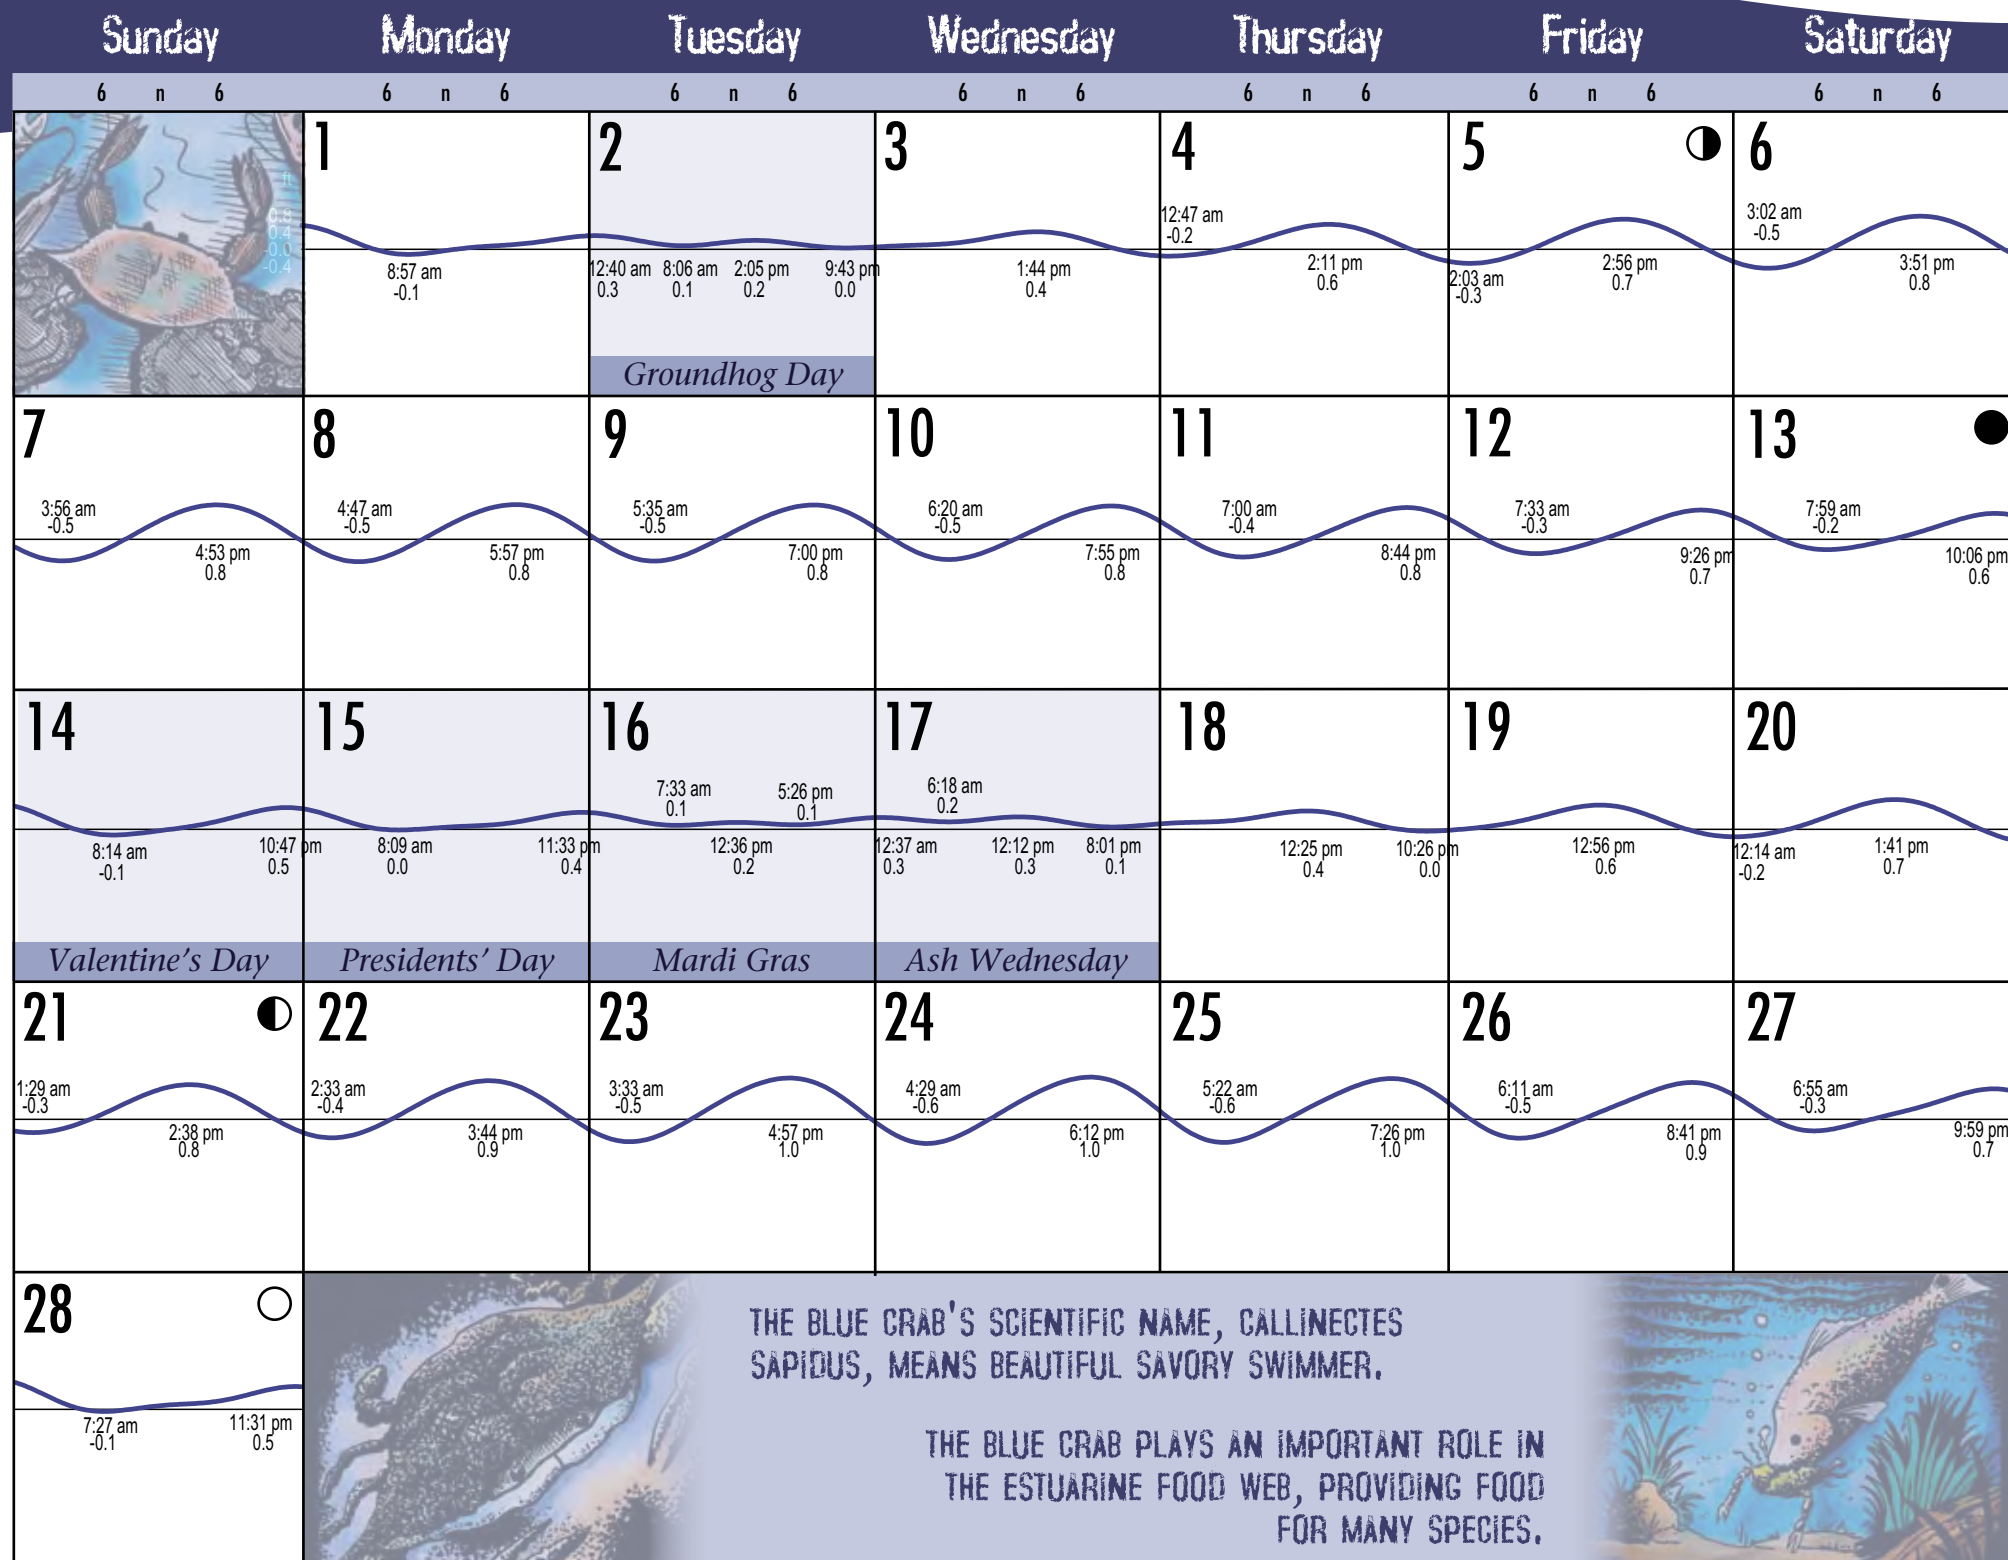 Sunday Monday Tuesday Wednesday Thursday Friday Saturday
6 n 6 6 n 6 6 n 6 6 n 6 6 n 6 6 n 6 6 n 6
ft
0.8
0.4
-0.0
-0.4
1
8:57 am
-0.1
2
12:40 am 8:06 am 2:05 pm 9:43 pm
0.3 0.1 0.2 0.0
Groundhog Day
3
1:44 pm
0.4
4
12:47 am
-0.2
2:11 pm
0.6
5
2:03 am
-0.3
2:56 pm
0.7
6
3:02 am
-0.5
3:51 pm
0.8
7
3:56 am
-0.5
4:53 pm
0.8
8
4:47 am
-0.5
5:57 pm
0.8
9
5:35 am
-0.5
7:00 pm
0.8
10
6:20 am
-0.5
7:55 pm
0.8
11
7:00 am
-0.4
8:44 pm
0.8
12
7:33 am
-0.3
9:26 pm
0.7
13
7:59 am
-0.2
10:06 pm
0.6
14
8:14 am
-0.1
10:47 pm
0.5
Valentine's Day
15
8:09 am
0.0
11:33 pm
0.4
Presidents' Day
16
7:33 am
0.1
5:26 pm
0.1
12:36 pm
0.2
Mardi Gras
17
6:18 am
0.2
12:37 am 12:12 pm 8:01 pm
0.3 0.3 0.1
Ash Wednesday
18
12:25 pm
0.4
10:26 pm
0.0
19
12:56 pm
0.6
20
12:14 am
-0.2
1:41 pm
0.7
21
1:29 am
-0.3
2:38 pm
0.8
22
2:33 am
-0.4
3:44 pm
0.9
23
3:33 am
-0.5
4:57 pm
1.0
24
4:29 am
-0.6
6:12 pm
1.0
25
5:22 am
-0.6
7:26 pm
1.0
26
6:11 am
-0.5
8:41 pm
0.9
27
6:55 am
-0.3
9:59 pm
0.7
28
7:27 am
-0.1
11:31 pm
0.5
THE BLUE CRAB'S SCIENTIFIC NAME, CALLINECTES
SAPIDUS, MEANS BEAUTIFUL SAVORY SWIMMER.
THE BLUE CRAB PLAYS AN IMPORTANT ROLE IN
THE ESTUARINE FOOD WEB, PROVIDING FOOD
FOR MANY SPECIES.